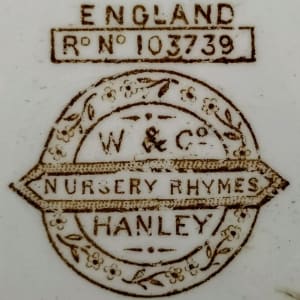 ENGLAND
RD NO 103739
W & CO
NURSERY RHYMES
HANLEY